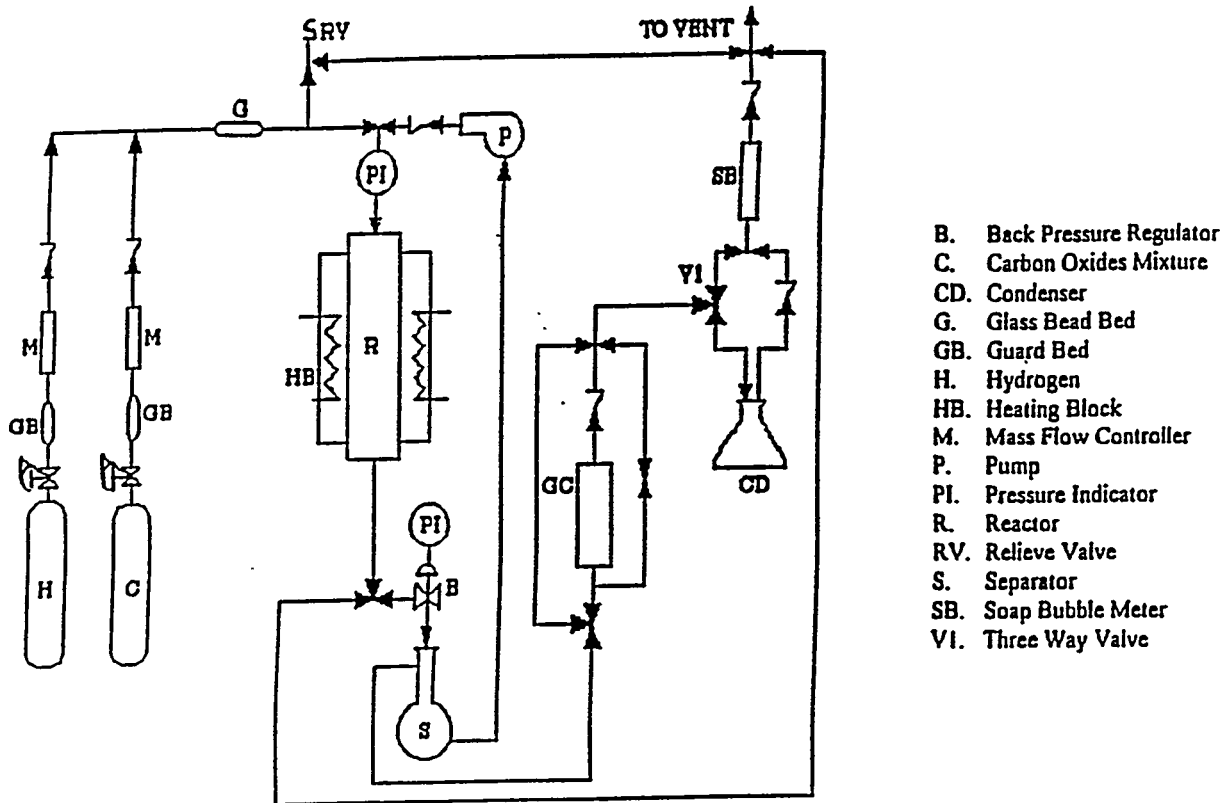 SRV
TO VENT
G
P
PI
SB
V1
M
M
R
HB
GB
GB
GC
CD
PI
B
H
C
S
B. Back Pressure Regulator
C. Carbon Oxides Mixture
CD. Condenser
G. Glass Bead Bed
GB. Guard Bed
H. Hydrogen
HB. Heating Block
M. Mass Flow Controller
P. Pump
PI. Pressure Indicator
R. Reactor
RV. Relieve Valve
S. Separator
SB. Soap Bubble Meter
V1. Three Way Valve